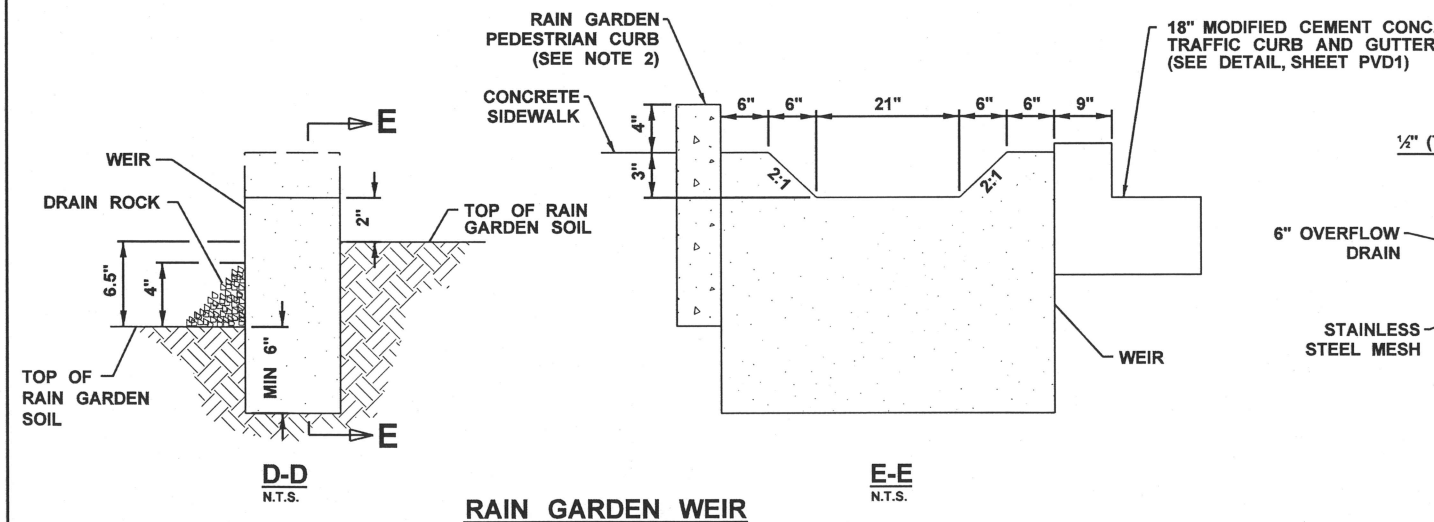 RAIN GARDEN
PEDESTRIAN CURB
(SEE NOTE 2)
18" MODIFIED CEMENT CONC.
TRAFFIC CURB AND GUTTER
(SEE DETAIL, SHEET PVD1)
CONCRETE
SIDEWALK
6"
6"
21"
6"
6"
9"
4"
3"
2:1
2:1
E
WEIR
DRAIN ROCK
2"
TOP OF RAIN
GARDEN SOIL
6.5"
4"
MIN 6"
TOP OF
RAIN GARDEN
SOIL
E
½" (
6" OVERFLOW
DRAIN
STAINLESS
STEEL MESH
WEIR
D-D
N.T.S.
E-E
N.T.S.
RAIN GARDEN WEIR